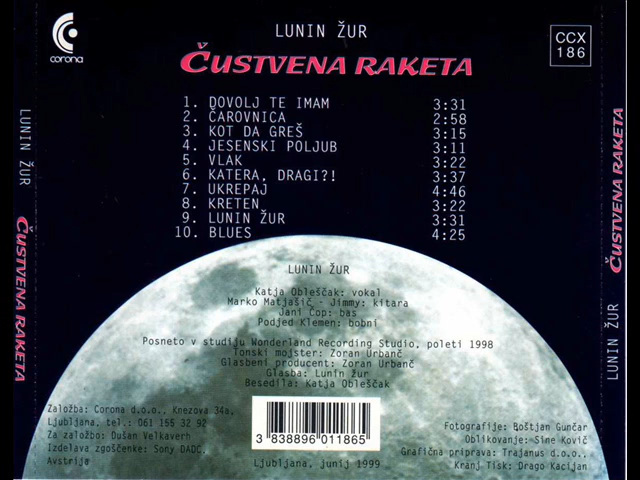 corona
LUNIN ŽUR
CCX
186
ČUSTVENA RAKETA
1. DOVOLJ TE IMAM 3:31
2. ČAROVNICA 2:58
3. KOT DA GREŠ 3:15
4. JESENSKI POLJUB 3:11
5. VLAK 3:22
6. KATERA, DRAGI?! 3:37
7. UKREPAJ 4:46
8. KRETEN 3:22
9. LUNIN ŽUR 3:31
10. BLUES 4:25
LUNIN ŽUR
Katja Obleščak: vokal
Marko Matjašič - Jimmy: kitara
Jani Čop: bas
Podjed Klemen: bobni
Posneto v studiju Wonderland Recording Studio, poleti 1998
Tonski mojster: Zoran Urbanč
Glasbeni producent: Zoran Urbanč
Glasba: Lunin žur
Besedila: Katja Obleščak
Založba: Corona d.o.o., Knezova 34a,
Ljubljana, tel.: 061 155 32 92
Za založbo: Dušan Velkaverh
Izdelava zgoščenke: Sony DADC,
Avstrija
3 838896 011865
Ljubljana, junij 1999
Fotografije: Boštjan Gunčar
Oblikovanje: Sime Kovič
Grafična priprava: Trajanus d.o.o.,
Kranj Tisk: Drago Kacijan
LUNIN ŽUR
ČUSTVENA RAKETA
LUNIN ŽUR
ČUSTVENA RAKETA